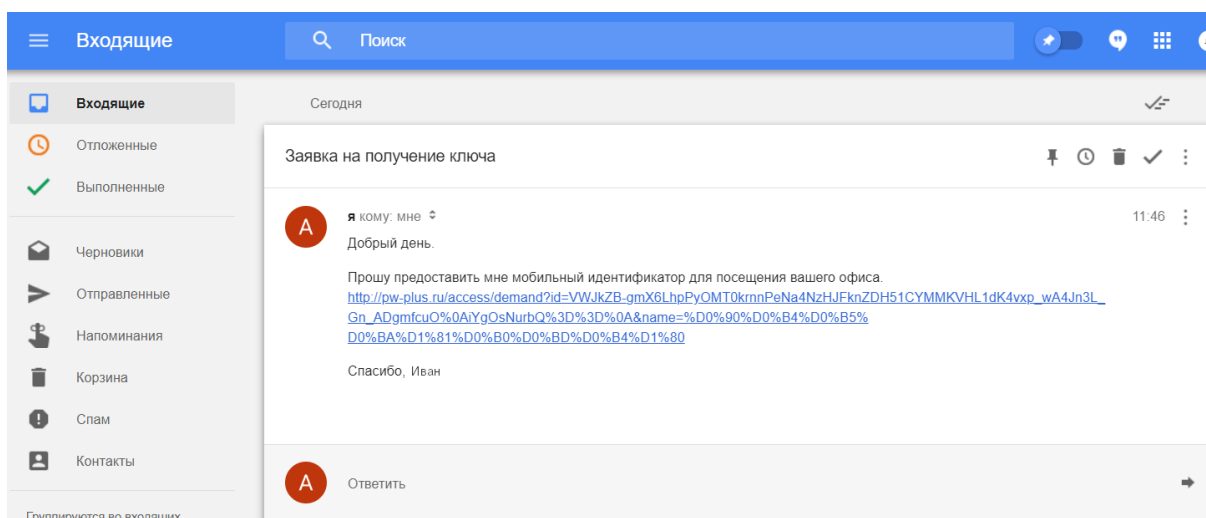 Входящие
Поиск
Входящие
Отложенные
Выполненные
Черновики
Отправленные
Напоминания
Корзина
Спам
Контакты
Группируются во входящих
Сегодня
Заявка на получение ключа
А
я кому: мне
11:46
Добрый день.
Прошу предоставить мне мобильный идентификатор для посещения вашего офиса.
http://pw-plus.ru/access/demand?id=VWJkZB-gmX6LhpPyOMT0krnnPeNa4NzHJFknZDH51CYMMKVHL1dK4vxp_wA4Jn3L_
Gn_ADgmfcuO%0AiYgOsNurbQ%3D%3D%0A&name=%D0%90%D0%B4%D0%B5%
D0%BA%D1%81%D0%B0%D0%BD%D0%B4%D1%80
Спасибо, Иван
А
Ответить